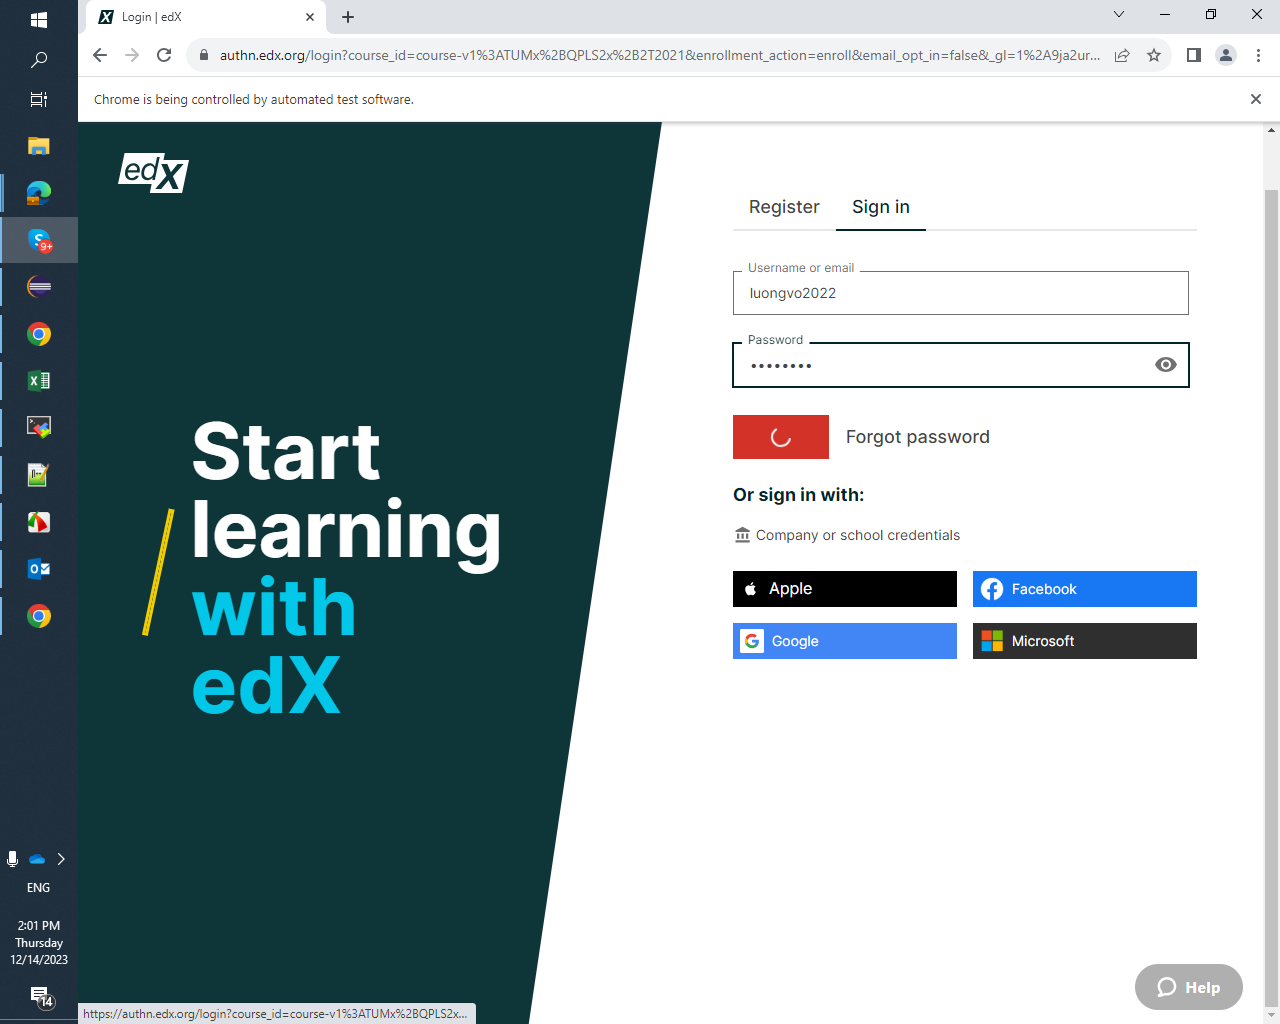 Login | edX
authn.edx.org/login?course_id=course-v1%3ATUMx%2BQPLS2x%2B2T2021&enrollment_action=enroll&email_opt_in=false&_gl=1%2A9ja2ur...
Chrome is being controlled by automated test software.
edX
Register
Sign in
Username or email
luongvo2022
Password
••••••••
Forgot password
Or sign in with:
Company or school credentials
Apple
Facebook
Google
Microsoft
Start
learning
with
edX
9+
ENG
2:01 PM
Thursday
12/14/2023
14
Help
https://authn.edx.org/login?course_id=course-v1%3ATUMx%2BQPLS2x...